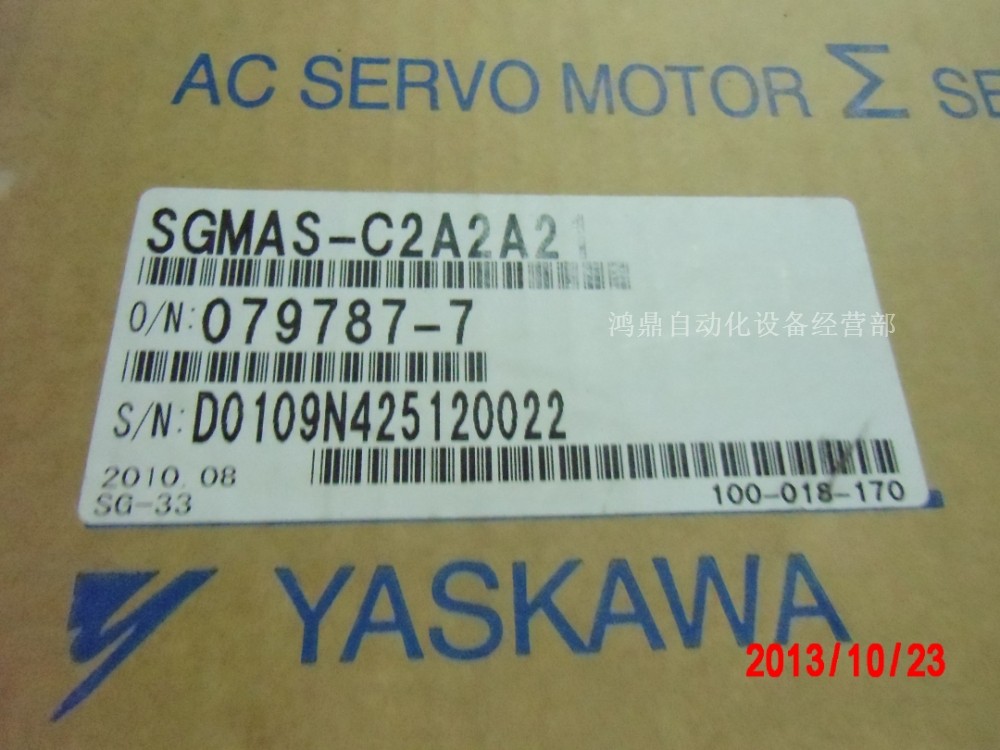 AC SERVO MOTOR Σ SE
SGMAS-C2A2A21
O/N: 079787-7
鸿鼎自动化设备经营部
S/N: D0109N425120022
2010.08
SG-33
100-018-170
YASKAWA
2013/10/23